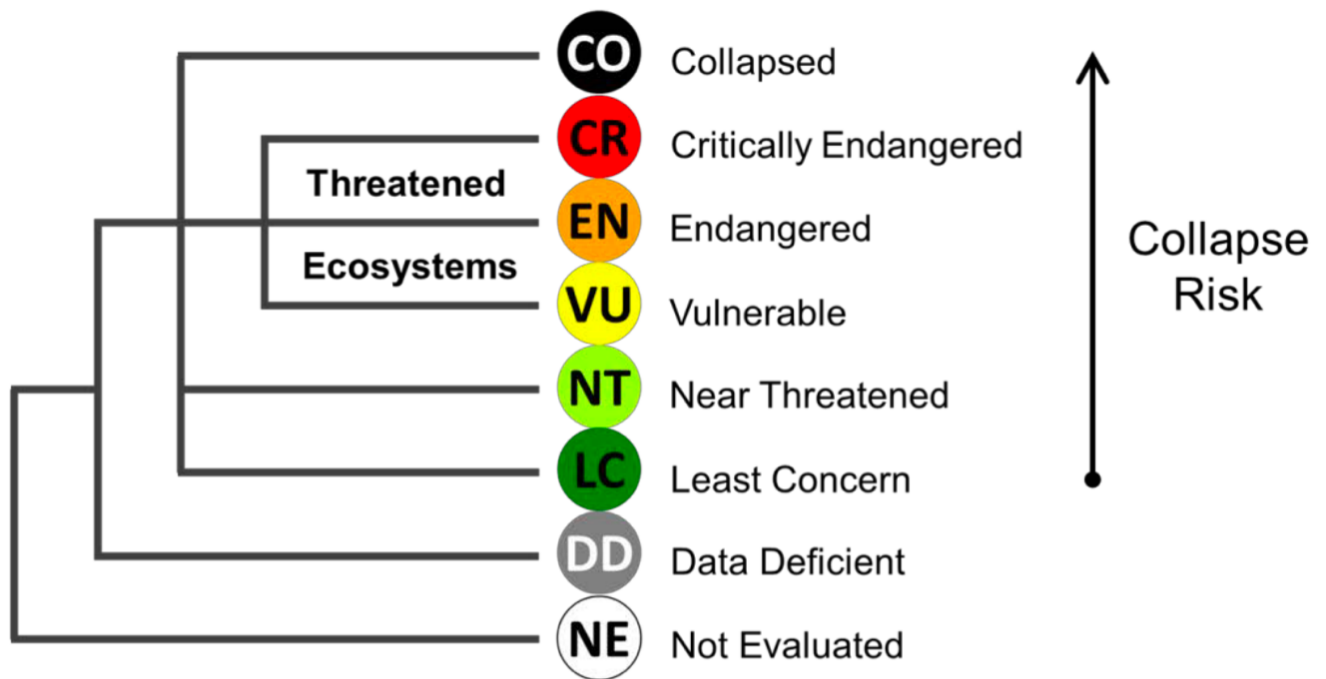 CO Collapsed
CR Critically Endangered
Threatened
EN Endangered
Ecosystems
VU Vulnerable
NT Near Threatened
LC Least Concern
DD Data Deficient
NE Not Evaluated
Collapse
Risk